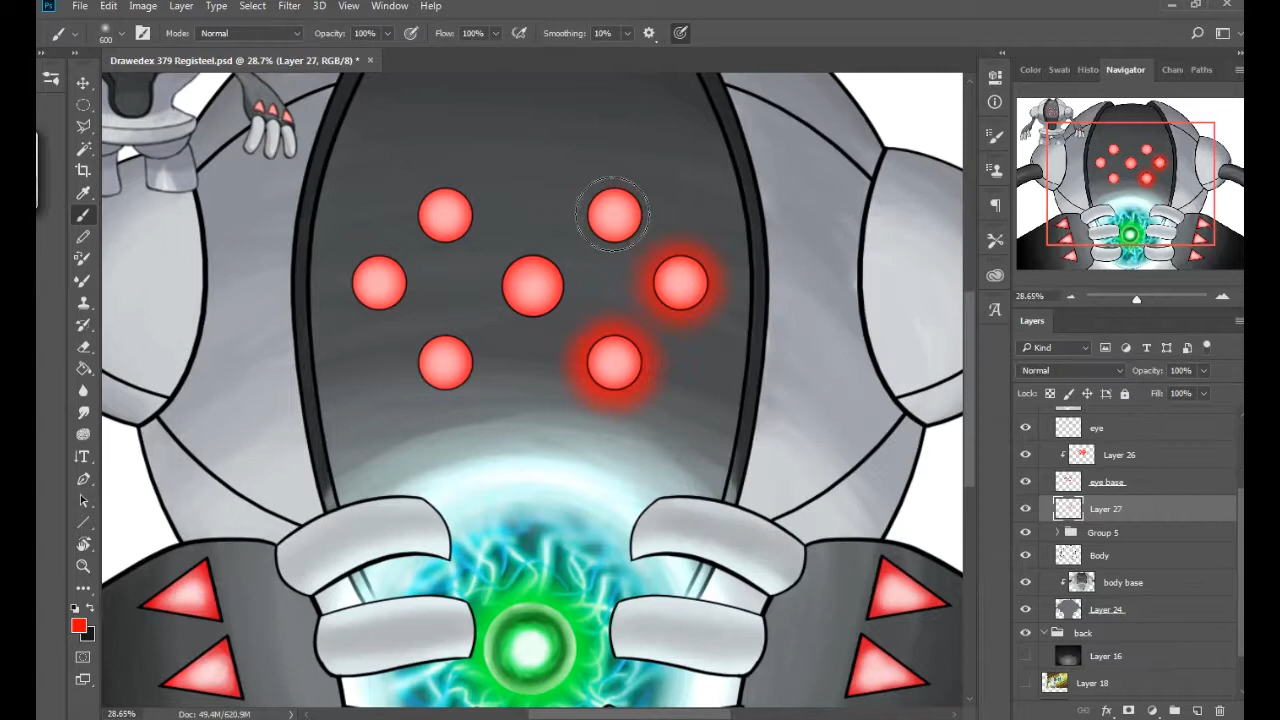 Ps File Edit Image Layer Type Select Filter 3D View Window Help
600 Mode: Normal Opacity: 100% Flow: 100% Smoothing: 10%
Drawedex 379 Registeel.psd @ 28.7% (Layer 27, RGB/8) * ×
Color Swat Histo Navigator Chan Paths
28.65%
Layers
Kind
Normal Opacity: 100%
Lock: Fill: 100%
eye
Layer 26
eye base
Layer 27
Group 5
Body
body base
Layer 24
back
Layer 16
Layer 18
28.65% Doc: 49.4M/620.9M